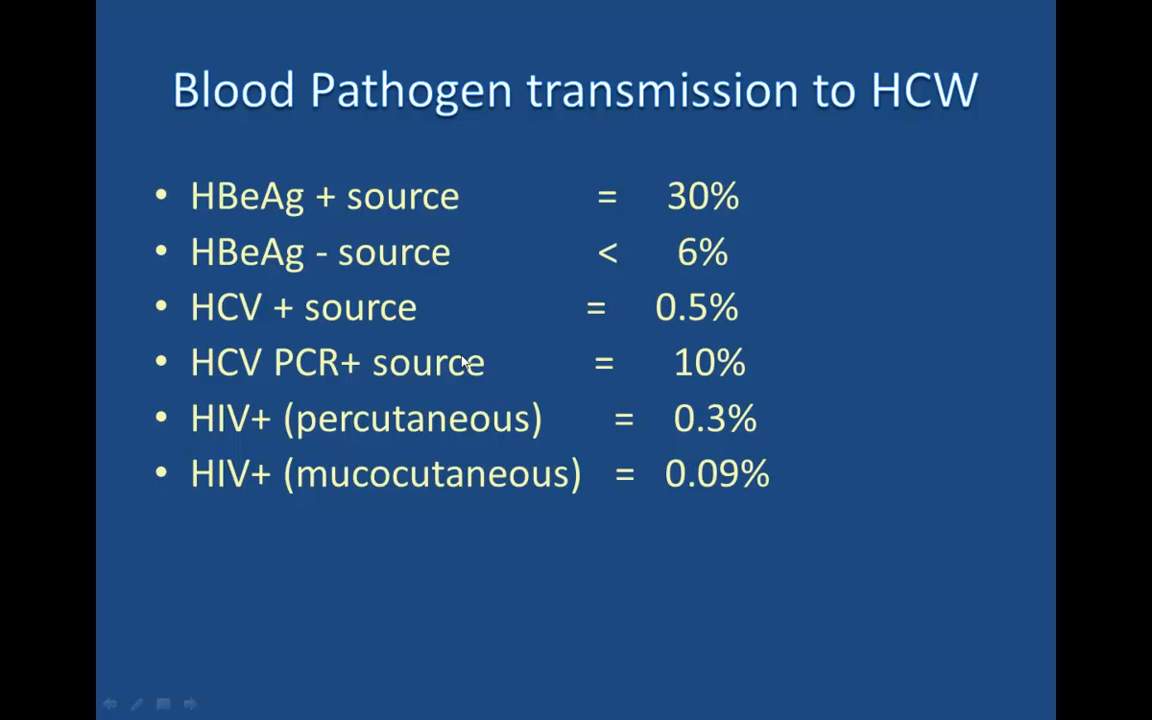 Blood Pathogen transmission to HCW
• HBeAg + source = 30%
• HBeAg - source < 6%
• HCV + source = 0.5%
• HCV PCR+ source = 10%
• HIV+ (percutaneous) = 0.3%
• HIV+ (mucocutaneous) = 0.09%